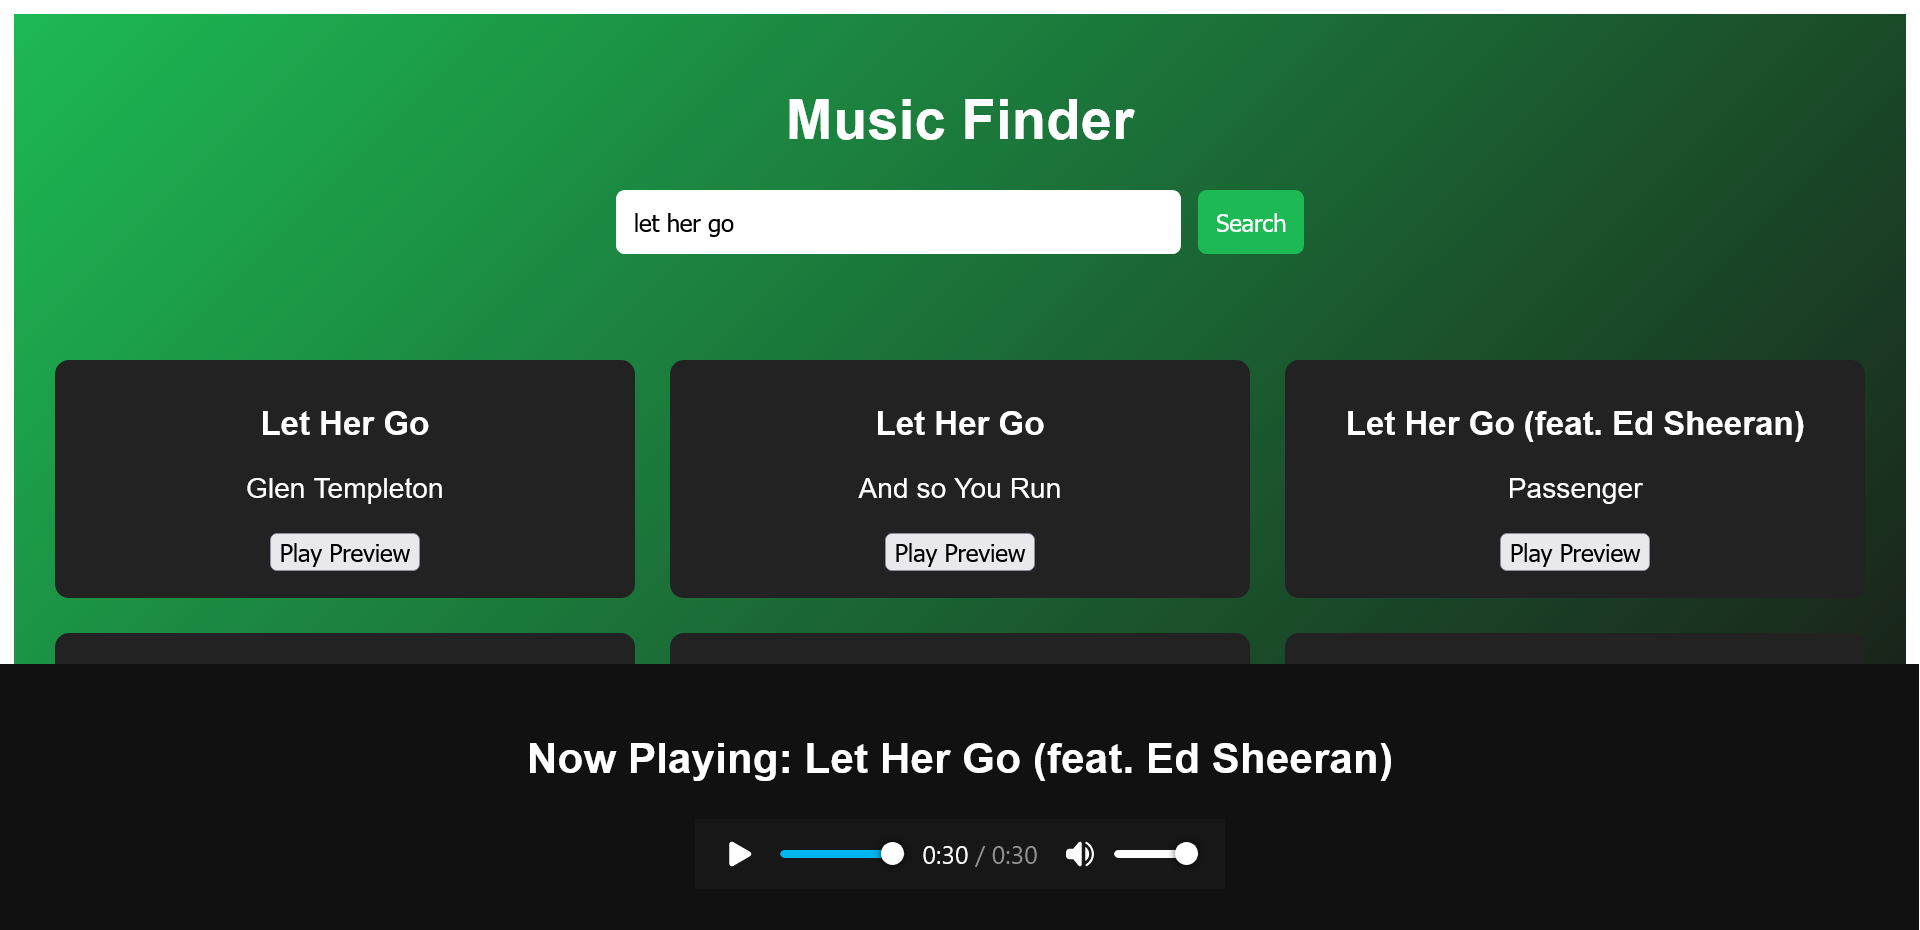 Music Finder
let her go
Search
Let Her Go
Glen Templeton
Play Preview
Let Her Go
And so You Run
Play Preview
Let Her Go (feat. Ed Sheeran)
Passenger
Play Preview
Now Playing: Let Her Go (feat. Ed Sheeran)
0:30 / 0:30